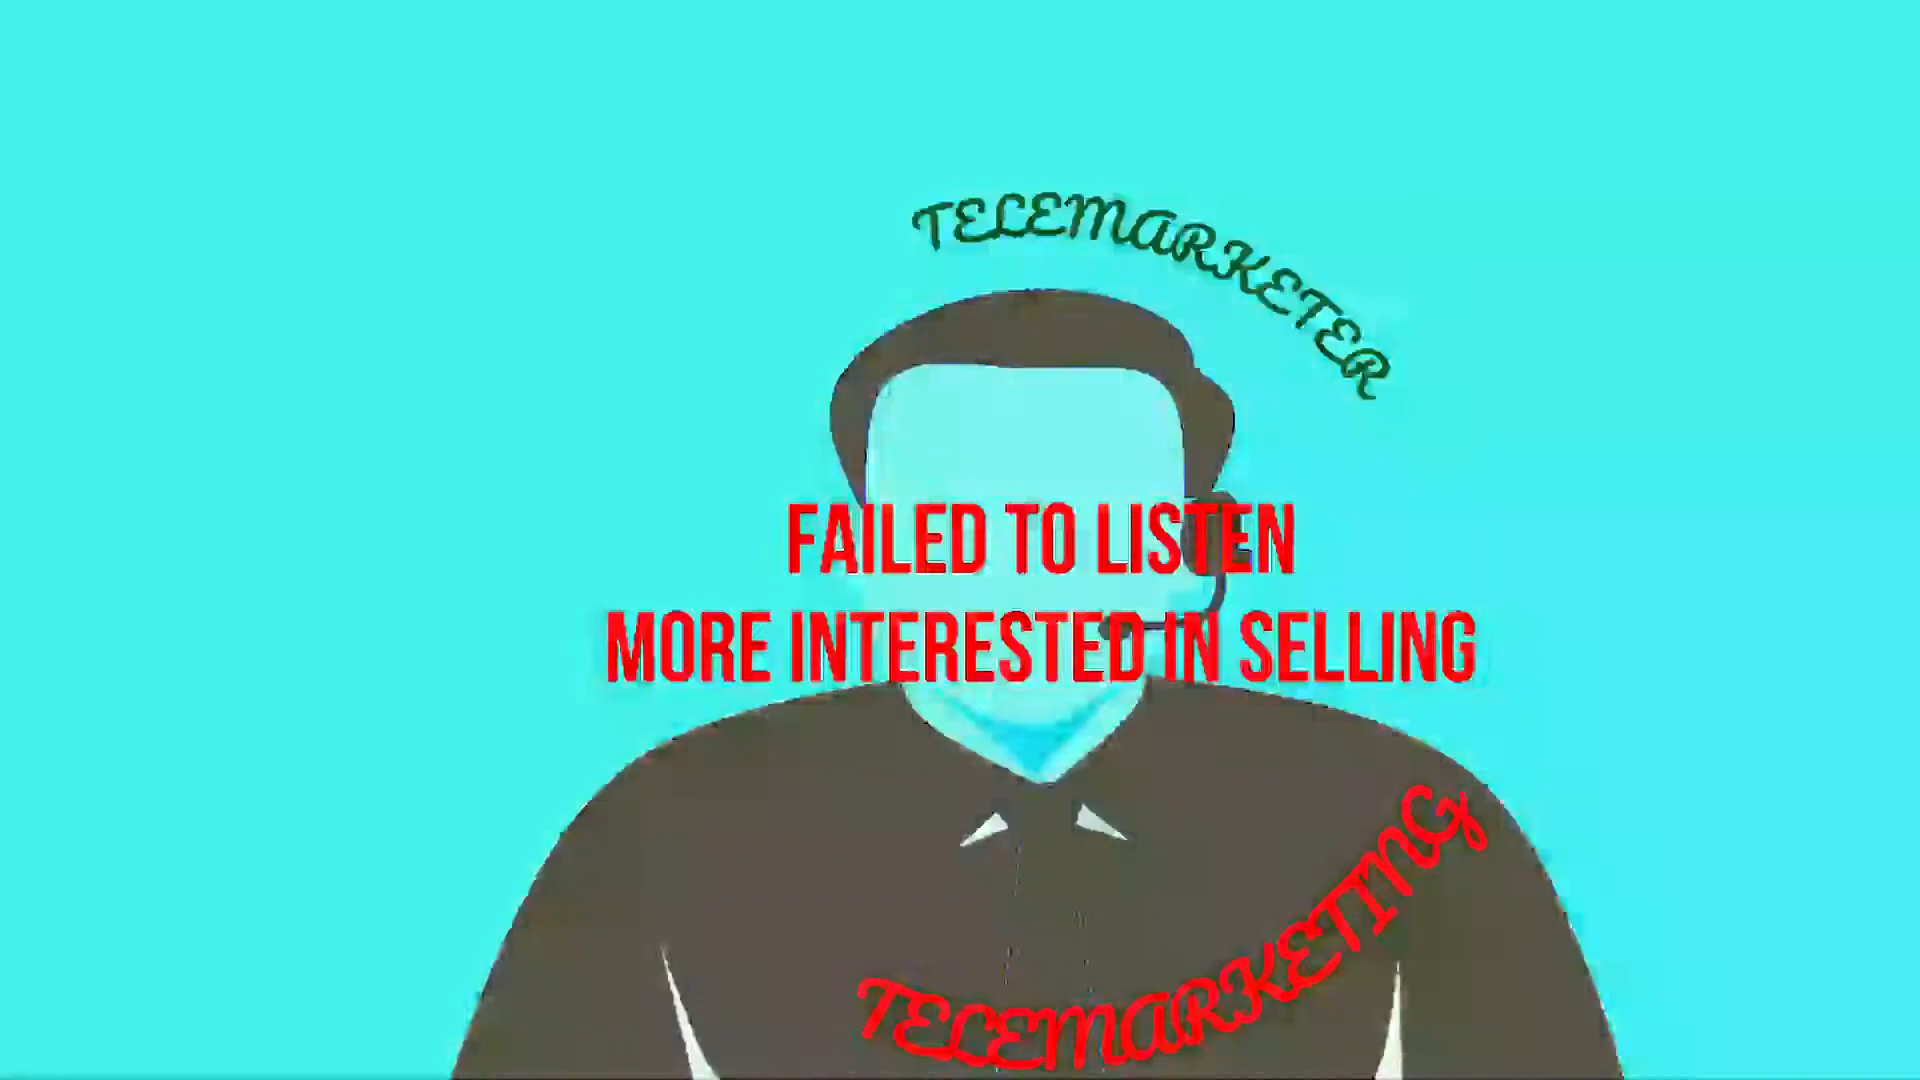 TELEMARKETER
FAILED TO LISTEN
MORE INTERESTED IN SELLING
TELEMARKETING